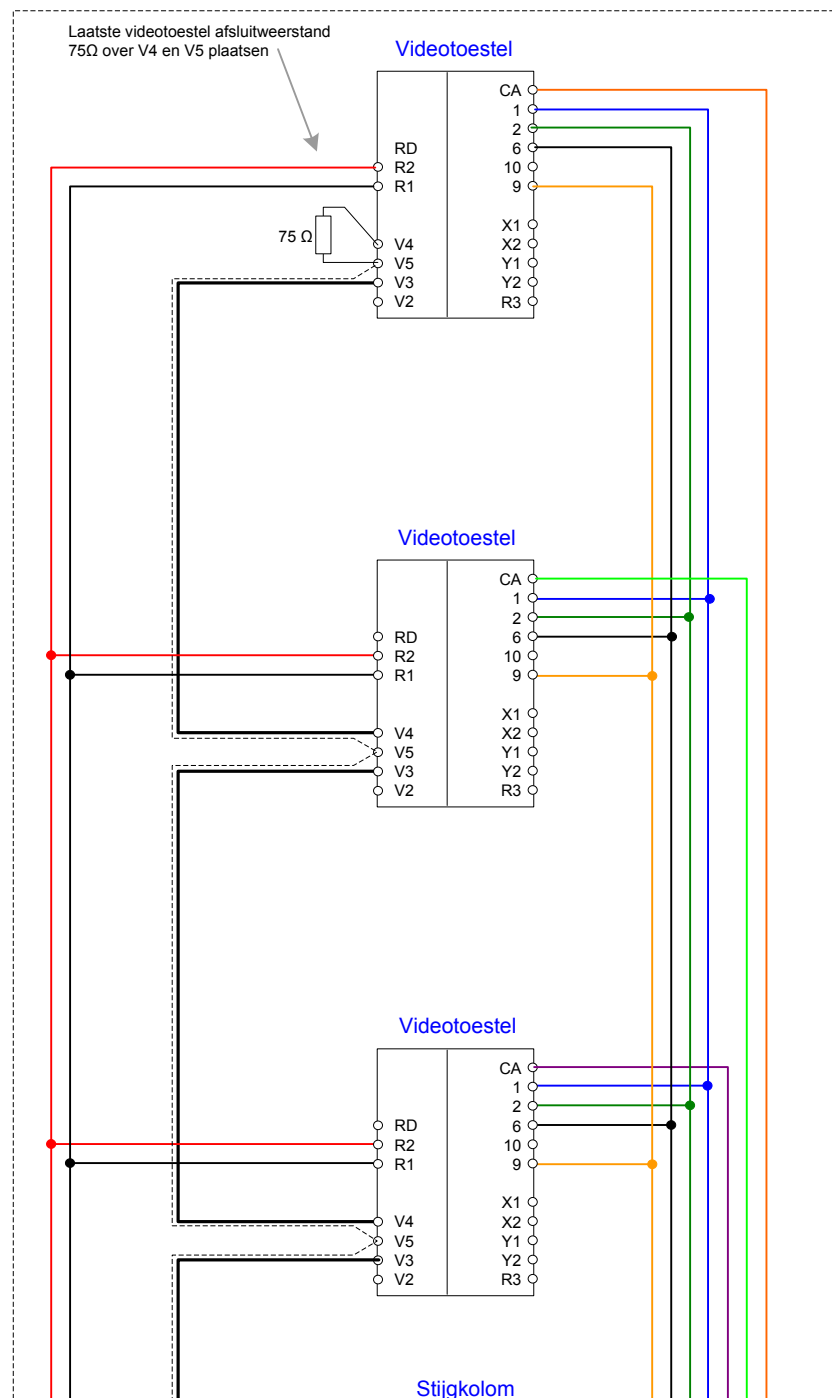 Laatste videotoestel afsluitweerstand
75Ω over V4 en V5 plaatsen
Videotoestel
CA
1
2
RD
6
R2
10
R1
9
X1
75 Ω
V4
X2
V5
Y1
V3
Y2
V2
R3
Videotoestel
CA
1
2
RD
6
R2
10
R1
9
X1
V4
X2
V5
Y1
V3
Y2
V2
R3
Videotoestel
CA
1
2
RD
6
R2
10
R1
9
X1
V4
X2
V5
Y1
V3
Y2
V2
R3
Stijgkolom